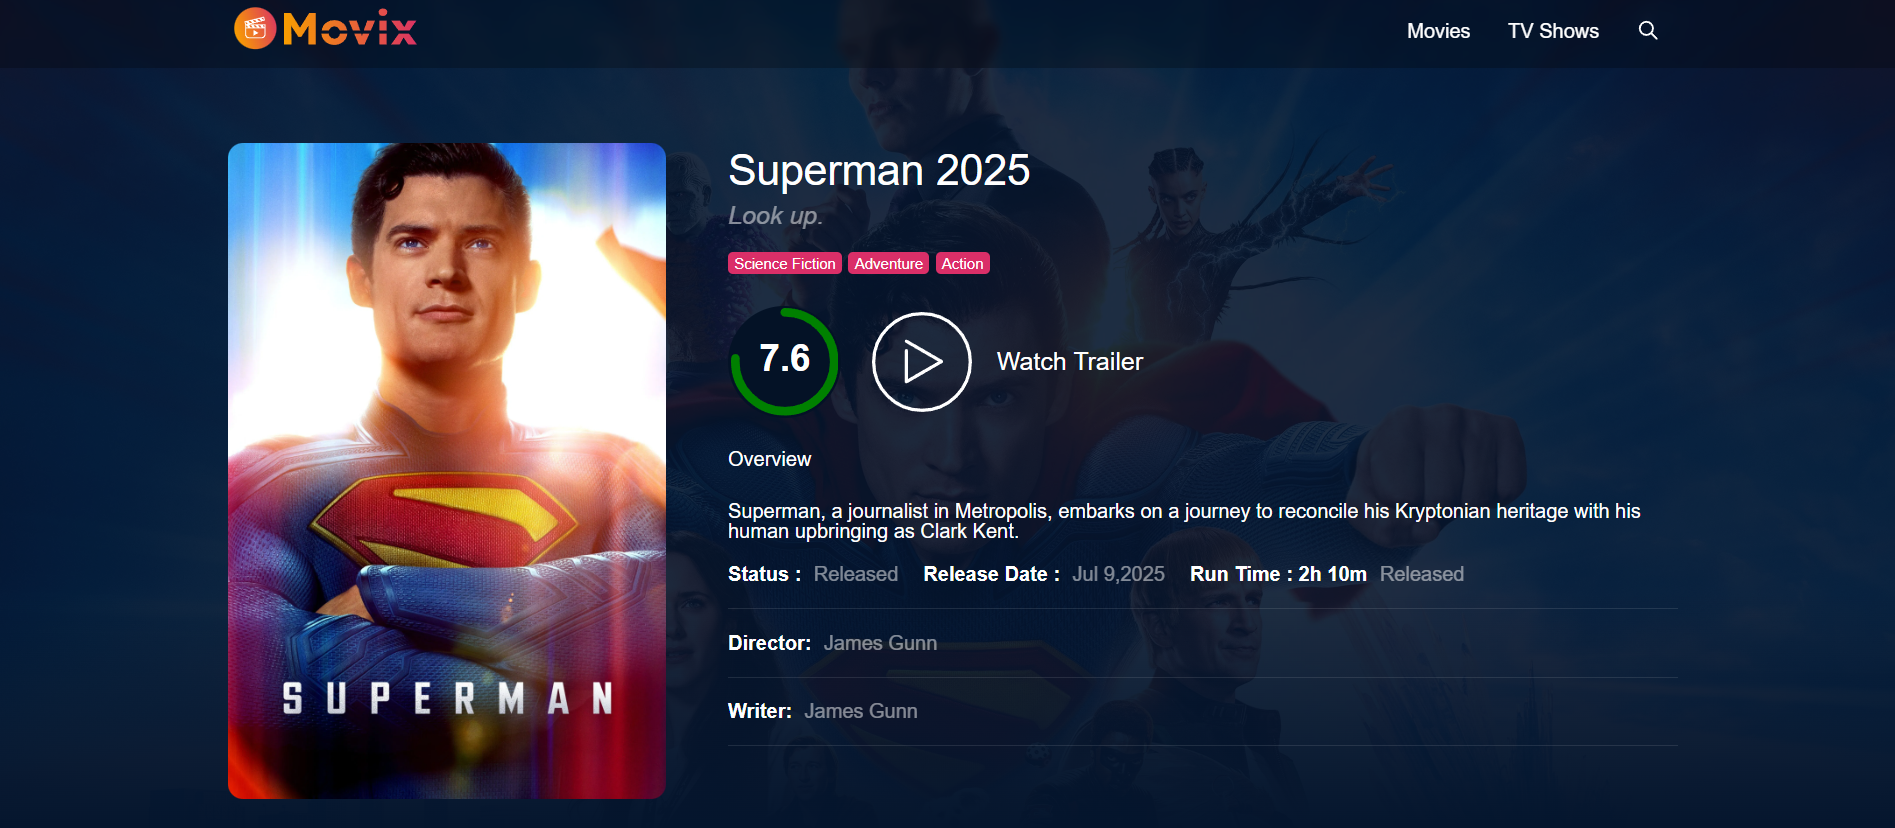 Movix
Movies
TV Shows
Superman 2025
Look up.
Science Fiction
Adventure
Action
7.6
Watch Trailer
Overview
Superman, a journalist in Metropolis, embarks on a journey to reconcile his Kryptonian heritage with his
human upbringing as Clark Kent.
Status : Released Release Date : Jul 9,2025 Run Time : 2h 10m Released
Director: James Gunn
Writer: James Gunn
SUPERMAN